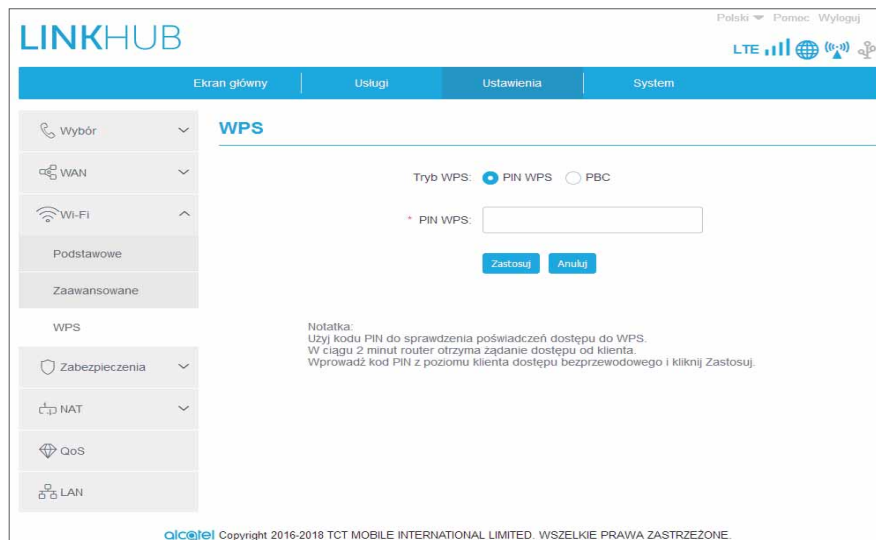 Polski Pomoc Wyloguj
LINKHUB
LTE
Ekran główny Usługi Ustawienia System
Wybór
WAN
Wi-Fi
Podstawowe
Zaawansowane
WPS
Zabezpieczenia
NAT
QoS
LAN
WPS
Tryb WPS: PIN WPS PBC
* PIN WPS:
Zastosuj Anuluj
Notatka:
Użyj kodu PIN do sprawdzenia poświadczeń dostępu do WPS.
W ciągu 2 minut router otrzyma żądanie dostępu od klienta.
Wprowadź kod PIN z poziomu klienta dostępu bezprzewodowego i kliknij Zastosuj.
alcatel Copyright 2016-2018 TCT MOBILE INTERNATIONAL LIMITED. WSZELKIE PRAWA ZASTRZEŻONE.